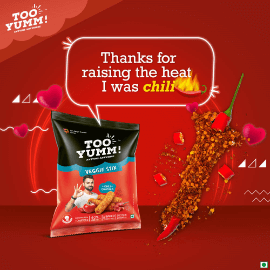 TOO
YUMM!
Thanks for
raising the heat
I was chili
TOO
YUMM!
VEGGIE STIX